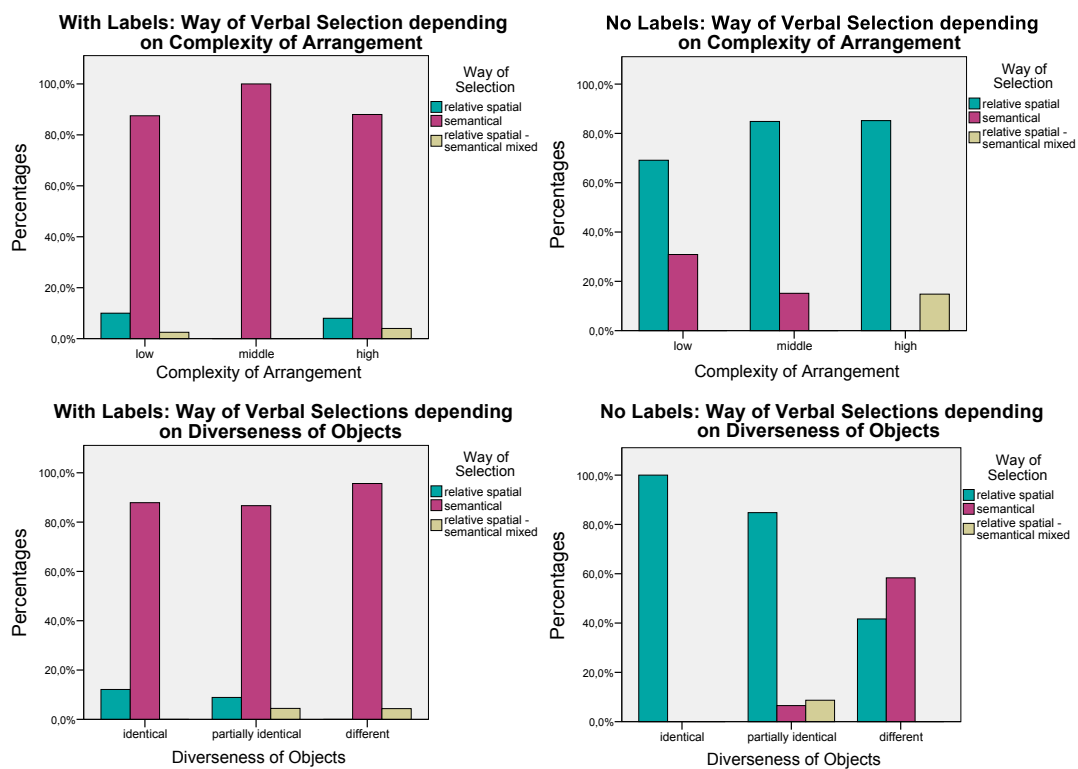 With Labels: Way of Verbal Selection depending
on Complexity of Arrangement
Way of
Selection
relative spatial
semantical
relative spatial -
semantical mixed
Percentages
100,0%
80,0%
60,0%
40,0%
20,0%
0,0%
low
middle
high
Complexity of Arrangement
No Labels: Way of Verbal Selection depending
on Complexity of Arrangement
Way of
Selection
relative spatial
semantical
relative spatial -
semantical mixed
Percentages
100,0%
80,0%
60,0%
40,0%
20,0%
0,0%
low
middle
high
Complexity of Arrangement
With Labels: Way of Verbal Selections depending
on Diverseness of Objects
Way of
Selection
relative spatial
semantical
relative spatial -
semantical mixed
Percentages
100,0%
80,0%
60,0%
40,0%
20,0%
0,0%
identical
partially identical
different
Diverseness of Objects
No Labels: Way of Verbal Selections depending
on Diverseness of Objects
Way of
Selection
relative spatial
semantical
relative spatial -
semantical mixed
Percentages
100,0%
80,0%
60,0%
40,0%
20,0%
0,0%
identical
partially identical
different
Diverseness of Objects